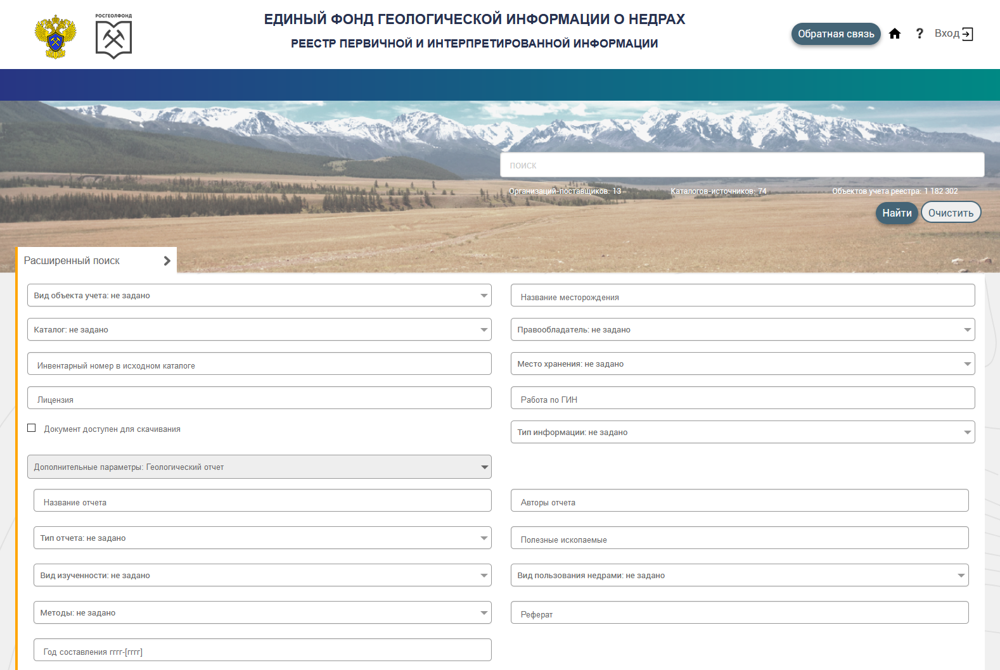 РОСГЕОЛФОНД
ЕДИНЫЙ ФОНД ГЕОЛОГИЧЕСКОЙ ИНФОРМАЦИИ О НЕДРАХ
РЕЕСТР ПЕРВИЧНОЙ И ИНТЕРПРЕТИРОВАННОЙ ИНФОРМАЦИИ
Обратная связь
? Вход
поиск
Организаций-поставщиков: 13 Каталогов-источников: 74 Объектов учета реестра: 1 182 302
Найти Очистить
Расширенный поиск
Вид объекта учета: не задано Название месторождения
Каталог: не задано Правообладатель: не задано
Инвентарный номер в исходном каталоге Место хранения: не задано
Лицензия Работа по ГИН
Документ доступен для скачивания Тип информации: не задано
Дополнительные параметры: Геологический отчет
Название отчета Авторы отчета
Тип отчета: не задано Полезные ископаемые
Вид изученности: не задано Вид пользования недрами: не задано
Методы: не задано Реферат
Год составления гггг-[гггг]